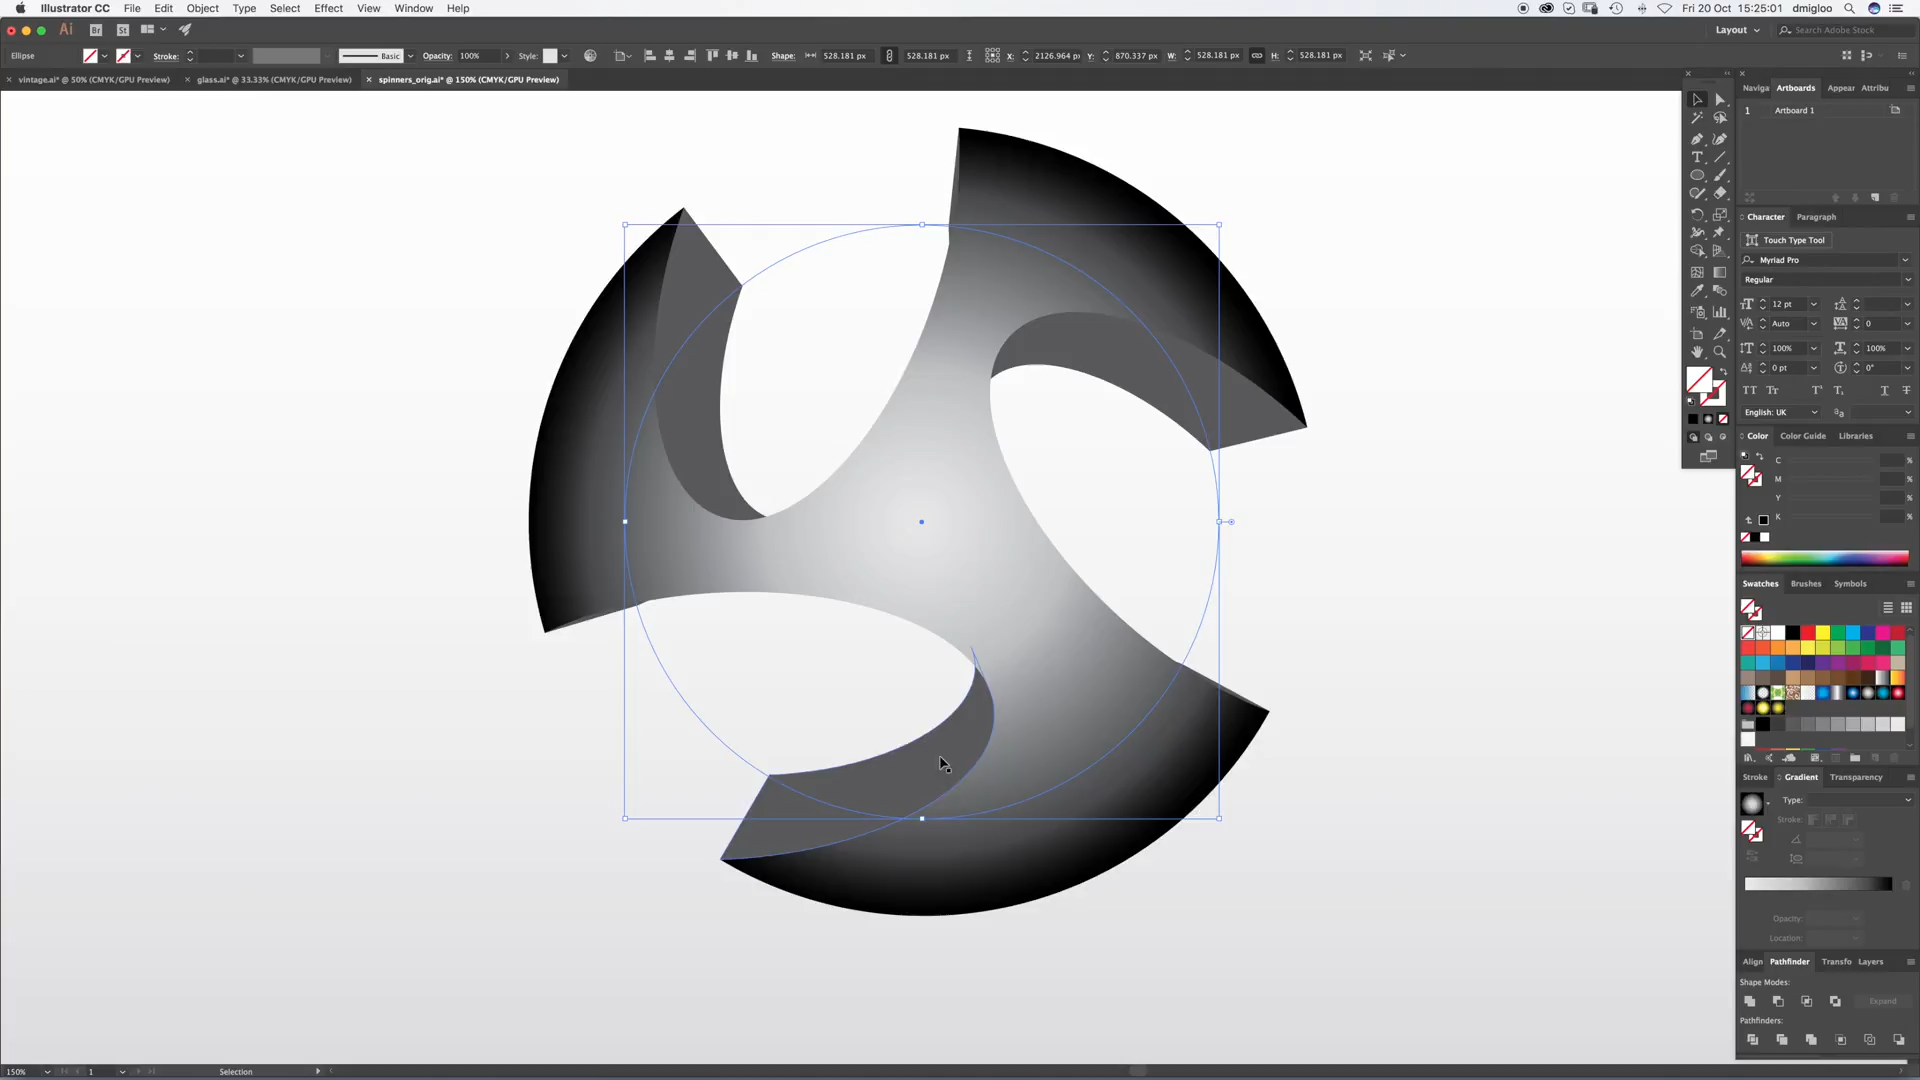 Illustrator CC File Edit Object Type Select Effect View Window Help Fri 20 Oct 15:25:01 dmigloo
Ai Br St Layout Search Adobe Stock
Ellipse Stroke: Basic Opacity: 100% Style: Shape: 528.181 px 528.181 px X: 2126.964 p Y: 870.337 px W: 528.181 px H: 528.181 px
× vintage.ai* @ 50% (CMYK/GPU Preview) × glass.ai* @ 33.33% (CMYK/GPU Preview) × spinners_orig.ai* @ 150% (CMYK/GPU Preview)
Naviga Artboards Appear Attribu
1 Artboard 1
Character Paragraph
Touch Type Tool
Myriad Pro
Regular
12 pt
Auto 0
100% 100%
0 pt 0°
English: UK
Color Color Guide Libraries
C %
M %
Y %
K %
Swatches Brushes Symbols
Stroke Gradient Transparency
Type:
Stroke:
Opacity:
Location:
Align Pathfinder Transfo Layers
Shape Modes:
Expand
Pathfinders:
150% 1 Selection